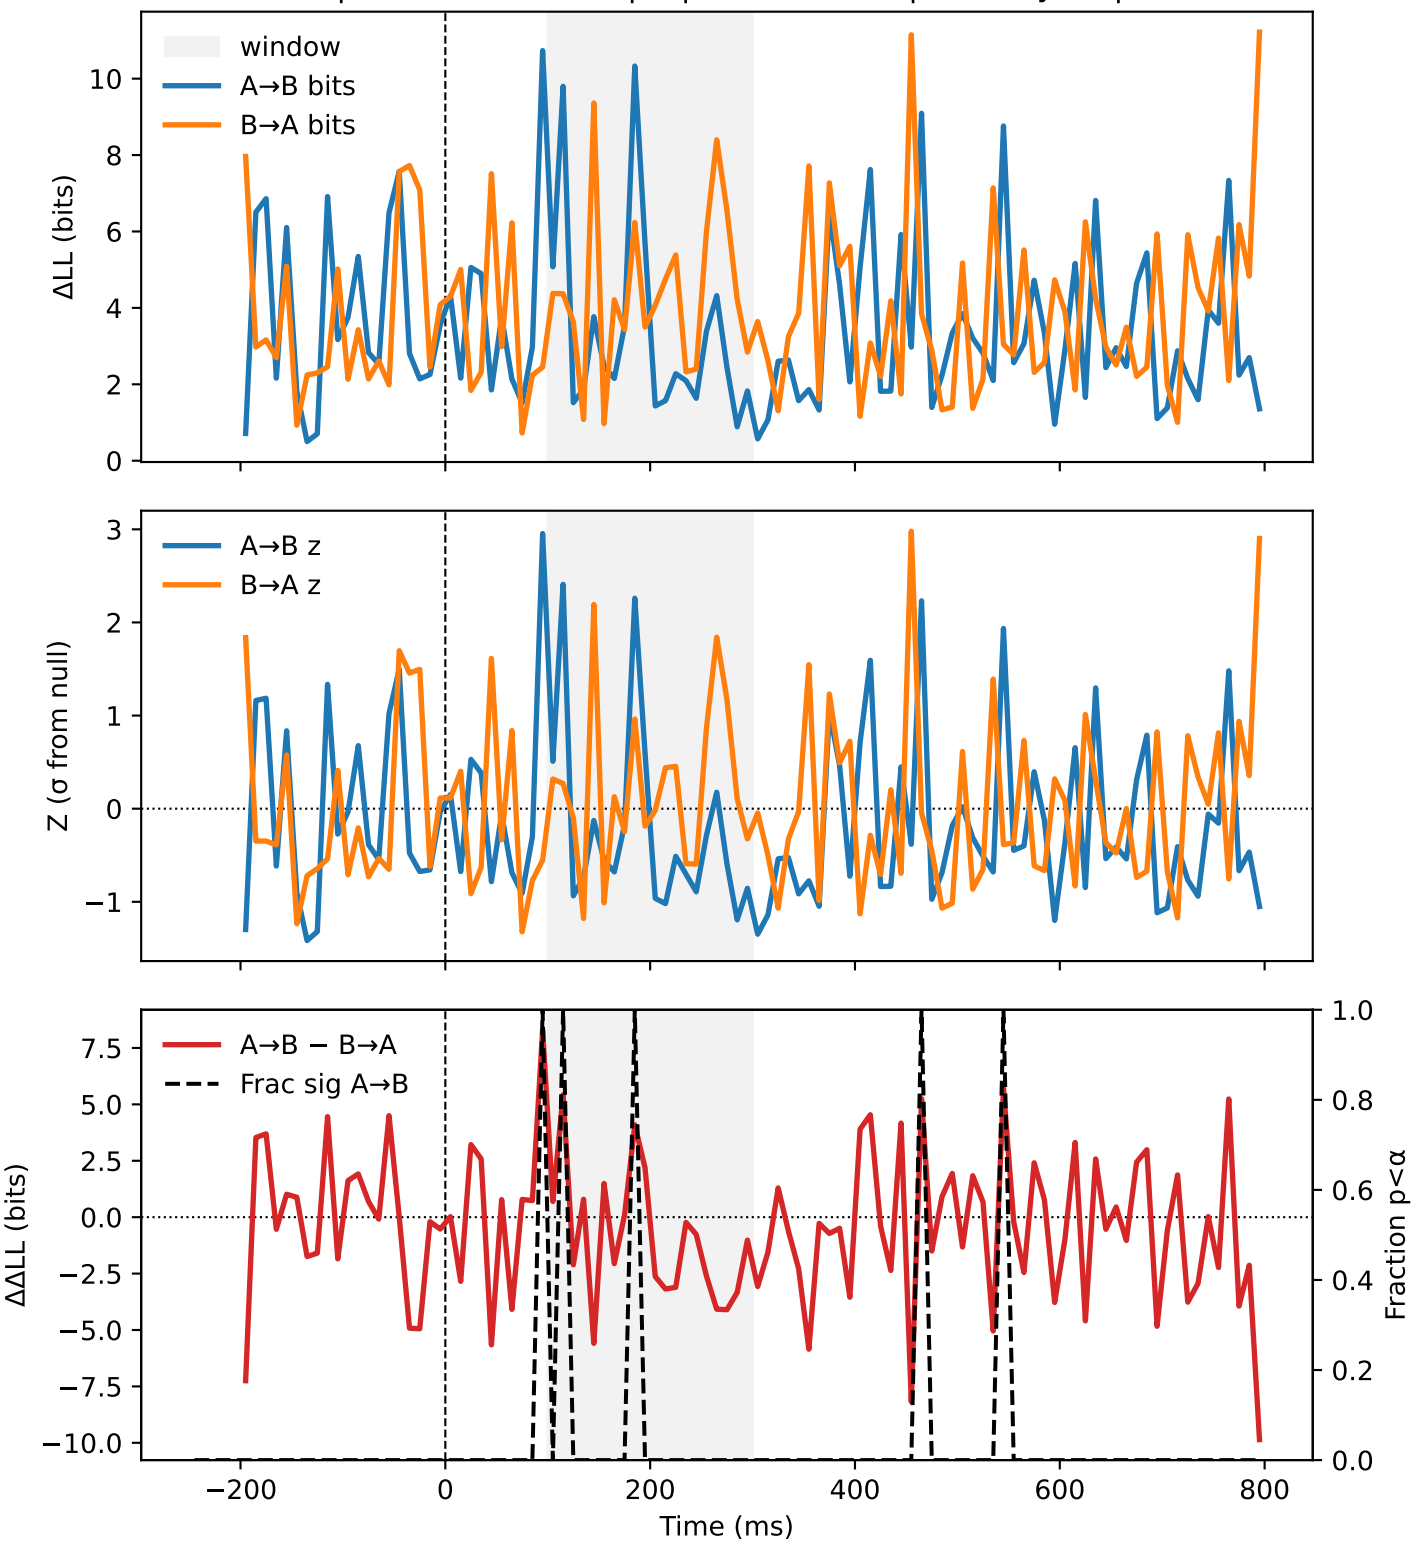 window
A→B bits
B→A bits
10
8
6
4
2
0
ΔLL (bits)
A→B z
B→A z
3
2
1
0
−1
Z (σ from null)
A→B − B→A
Frac sig A→B
7.5
5.0
2.5
0.0
−2.5
−5.0
−7.5
−10.0
ΔΔLL (bits)
1.0
0.8
0.6
0.4
0.2
0.0
Fraction p<α
−200 0 200 400 600 800
Time (ms)